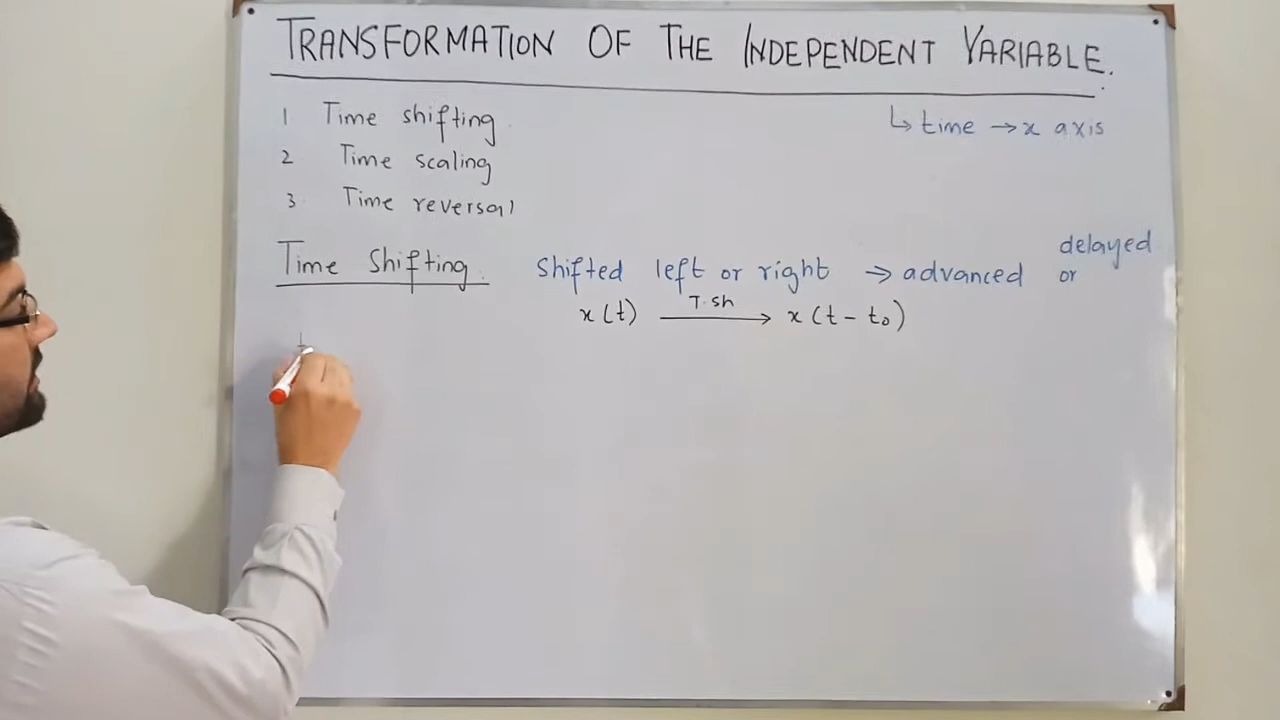 TRANSFORMATION OF THE INDEPENDENT VARIABLE.
↳ time → x axis
1 Time shifting
2 Time scaling
3 Time reversal
Time Shifting. Shifted left or right → advanced or delayed
x(t) T.sh → x(t - t₀)